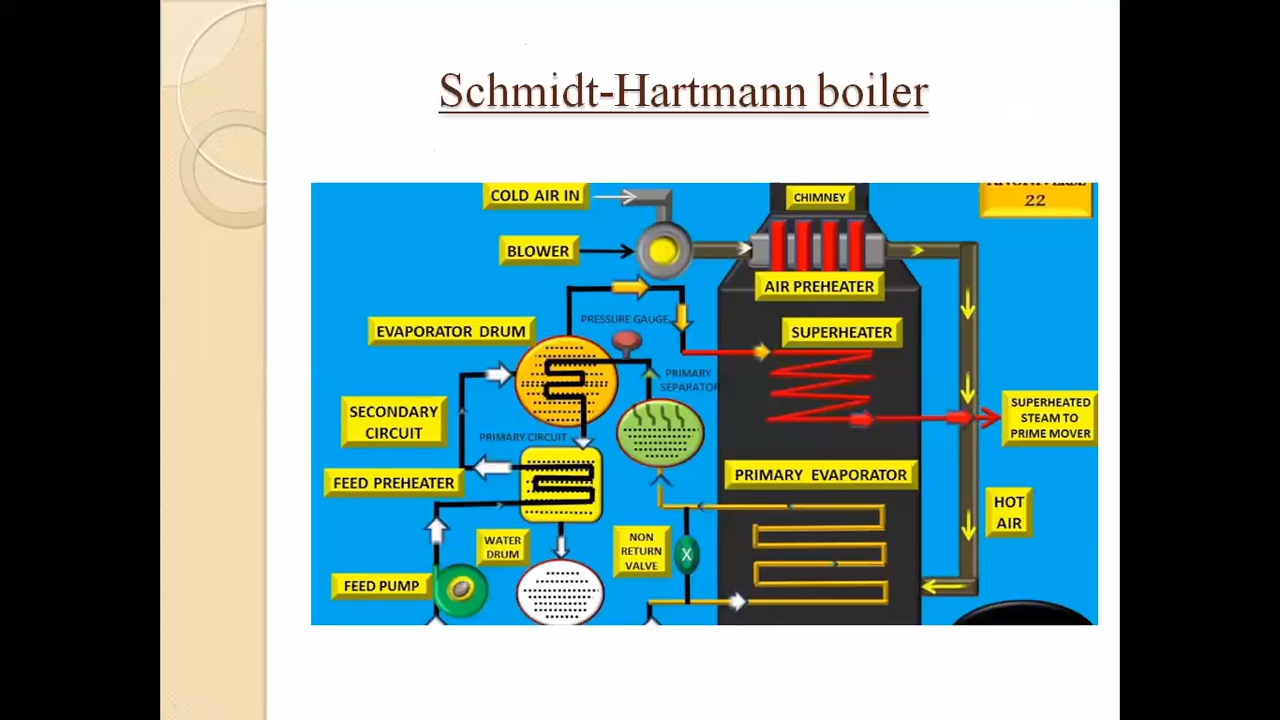 Schmidt-Hartmann boiler
COLD AIR IN
CHIMNEY
22
BLOWER
AIR PREHEATER
PRESSURE GAUGE
EVAPORATOR DRUM
SUPERHEATER
PRIMARY
SEPARATOR
SECONDARY
CIRCUIT
SUPERHEATED
STEAM TO
PRIME MOVER
PRIMARY CIRCUIT
FEED PREHEATER
PRIMARY EVAPORATOR
HOT
AIR
WATER
DRUM
NON
RETURN
VALVE
X
FEED PUMP